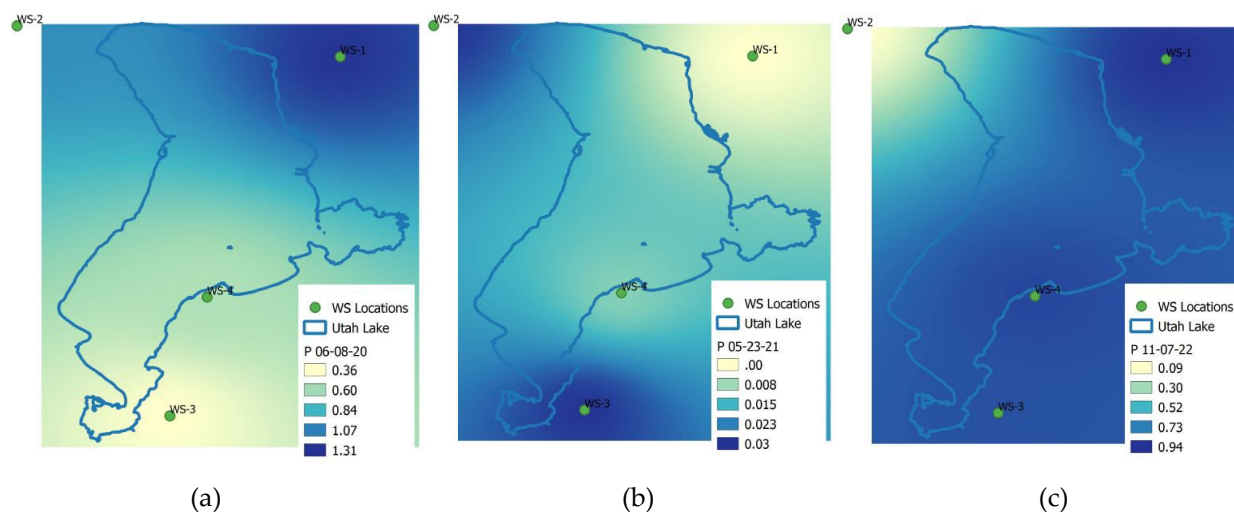 WS-2
WS-1
WS-4
WS-3
WS Locations
Utah Lake
P 06-08-20
0.36
0.60
0.84
1.07
1.31
(a)
WS-2
WS-1
WS-4
WS-3
WS Locations
Utah Lake
P 05-23-21
.00
0.008
0.015
0.023
0.03
(b)
WS-2
WS-1
WS-4
WS-3
WS Locations
Utah Lake
P 11-07-22
0.09
0.30
0.52
0.73
0.94
(c)